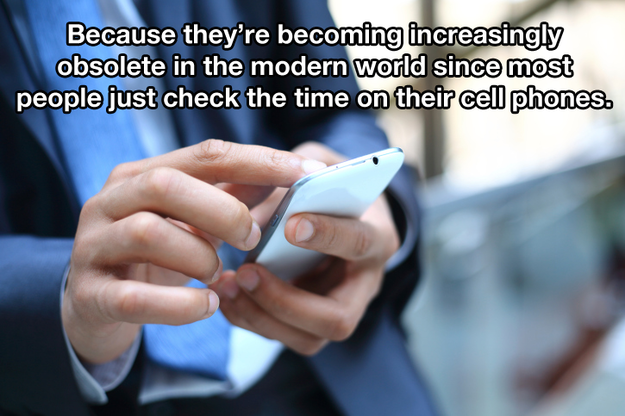 Because they're becoming increasingly
obsolete in the modern world since most
people just check the time on their cell phones.